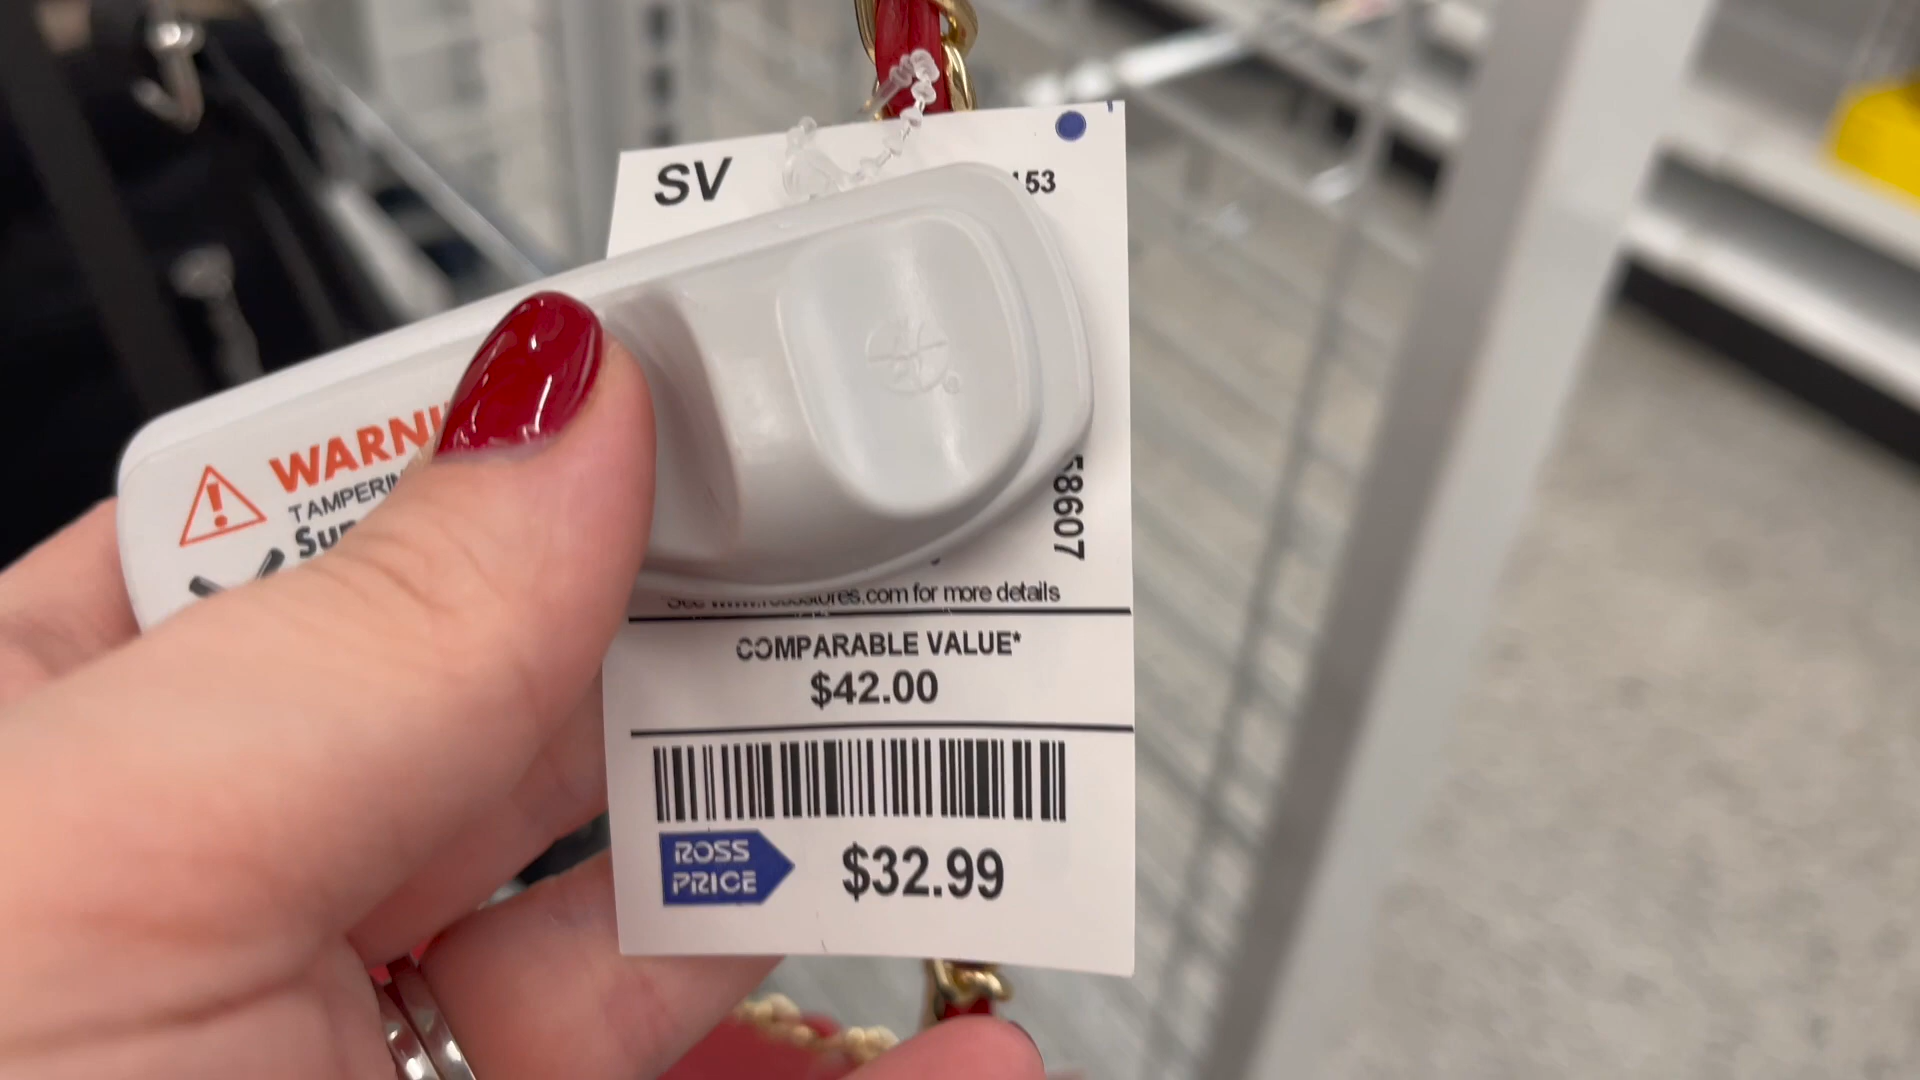 SV
153
WARNI
TAMPERIN
Sur
58607
See www.rossstores.com for more details
COMPARABLE VALUE*
$42.00
ROSS
PRICE
$32.99